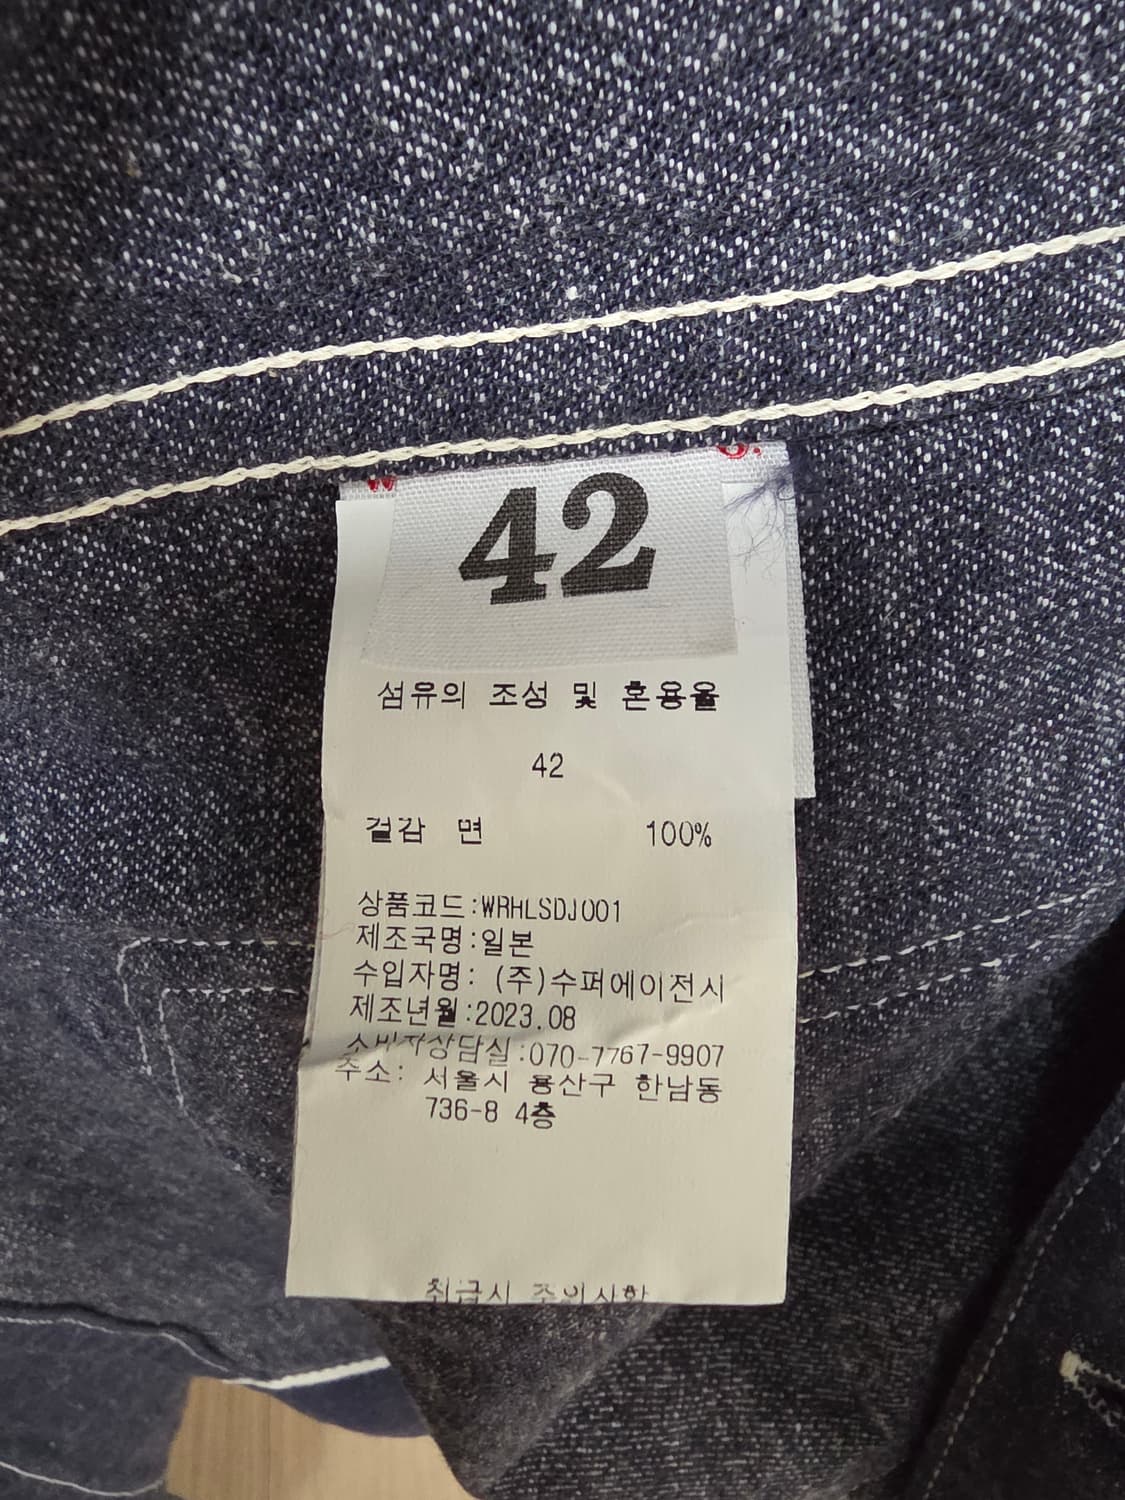 42
섬유의 조성 및 혼용율
42
겉감 면 100%
상품코드:WRHLSDJ001
제조국명:일본
수입자명: (주)수퍼에이전시
제조년월:2023.08
소비자상담실:070-7767-9907
주소: 서울시 용산구 한남동
736-8 4층
취급시 주의사항